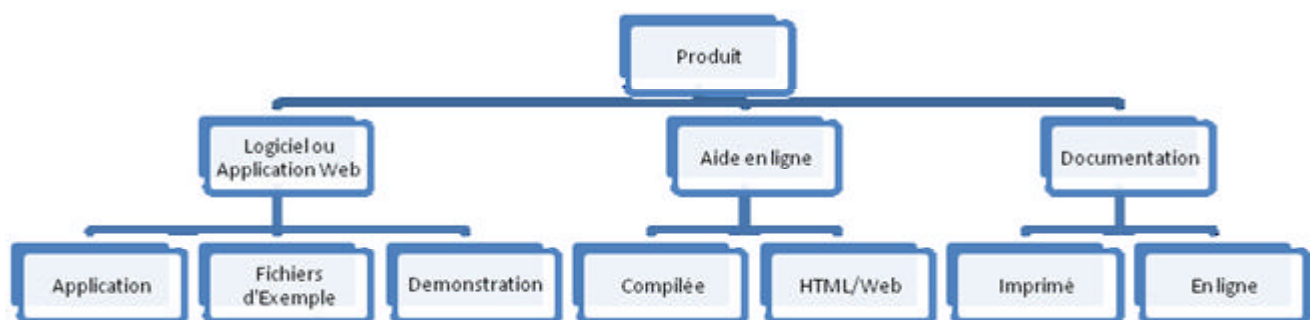 Produit
Logiciel ou
Application Web
Aide en ligne
Documentation
Application
Fichiers
d'Exemple
Demonstration
Compilée
HTML/Web
Imprimé
En ligne